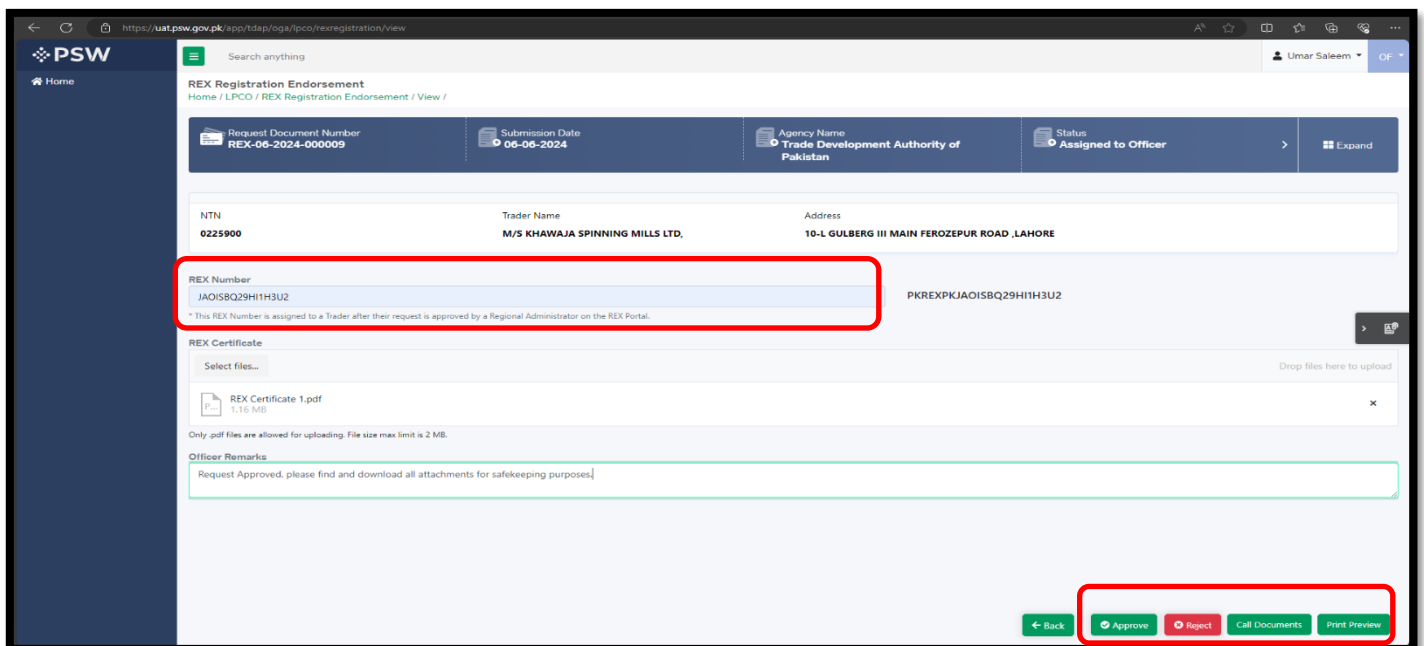 https://uat.psw.gov.pk/app/tdap/oga/lpco/rexregistration/view
PSW
Search anything
Umar Saleem
OF
Home
REX Registration Endorsement
Home / LPCO / REX Registration Endorsement / View /
Request Document Number
REX-06-2024-000009
Submission Date
06-06-2024
Agency Name
Trade Development Authority of
Pakistan
Status
Assigned to Officer
Expand
NTN
0225900
Trader Name
M/S KHAWAJA SPINNING MILLS LTD,
Address
10-L GULBERG III MAIN FEROZEPUR ROAD ,LAHORE
REX Number
JAOISBQ29HI1H3U2
PKREXPKJAOISBQ29HI1H3U2
* This REX Number is assigned to a Trader after their request is approved by a Regional Administrator on the REX Portal.
REX Certificate
Select files...
Drop files here to upload
P...
REX Certificate 1.pdf
1.16 MB
Only .pdf files are allowed for uploading. File size max limit is 2 MB.
Officer Remarks
Request Approved, please find and download all attachments for safekeeping purposes.
Back
Approve
Reject
Call Documents
Print Preview